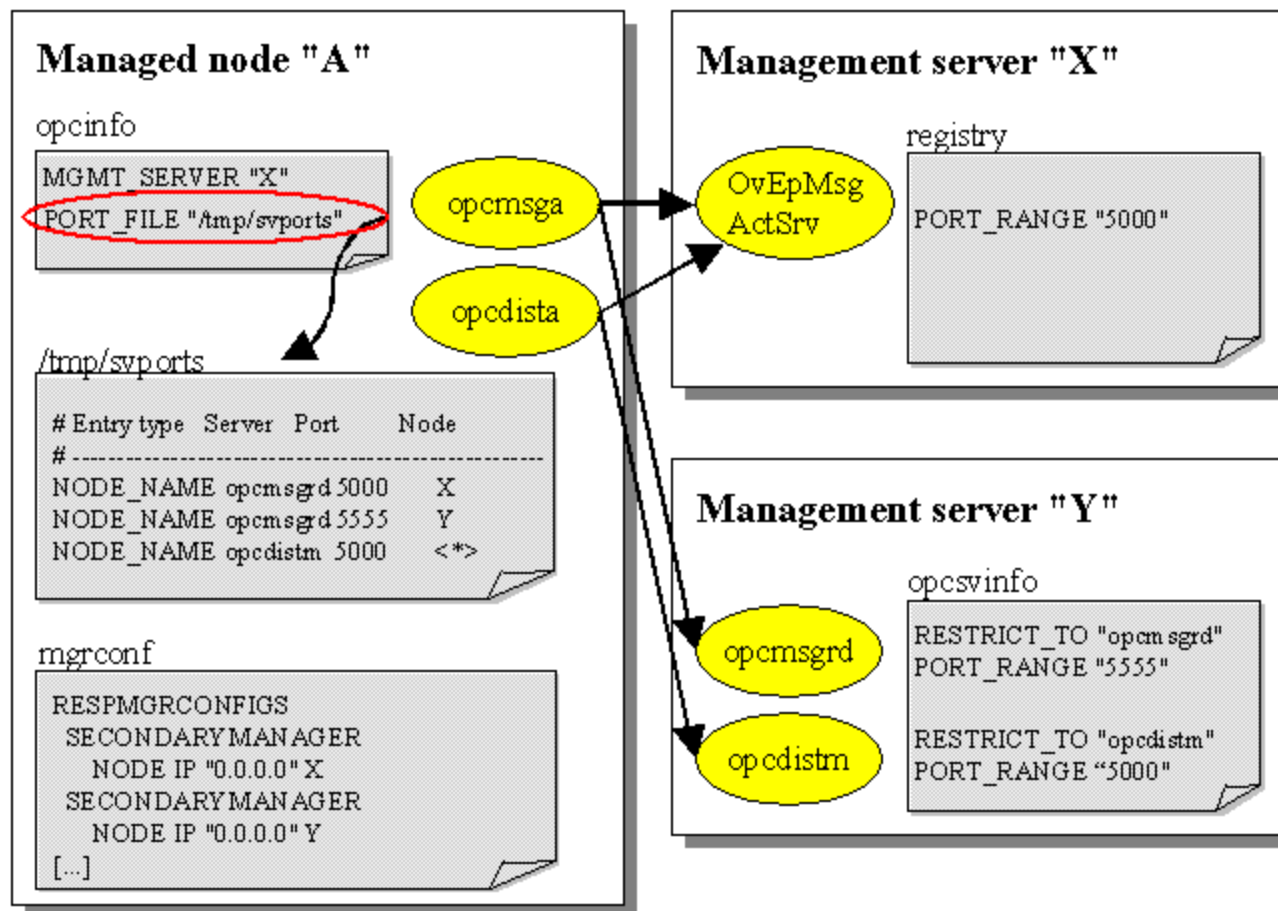 Managed node "A"
opcinfo
MGMT_SERVER "X"
PORT_FILE "/tmp/svports"
opcmsga
opcdista
/tmp/svports
# Entry type Server Port Node
# -------------------------------------------------
NODE_NAME opcmsgrd 5000 X
NODE_NAME opcmsgrd 5555 Y
NODE_NAME opcdistm 5000 <*>
mgrconf
RESPMGRCONFIGS
SECONDARYMANAGER
NODE IP "0.0.0.0" X
SECONDARYMANAGER
NODE IP "0.0.0.0" Y
[...]
Management server "X"
OvEpMsg
ActSrv
registry
PORT_RANGE "5000"
Management server "Y"
opcmsgrd
opcdistm
opcsvinfo
RESTRICT_TO "opcmsgrd"
PORT_RANGE "5555"
RESTRICT_TO "opcdistm"
PORT_RANGE “5000"